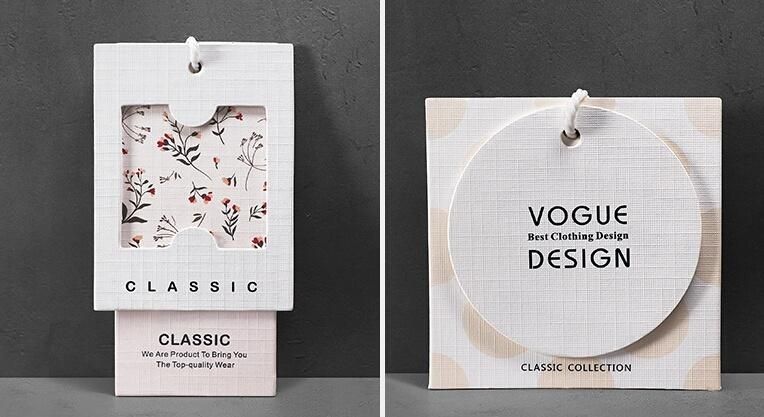 CLASSIC
CLASSIC
We Are Product To Bring You
The Top-quality Wear
VOGUE
Best Clothing Design
DESIGN
CLASSIC COLLECTION